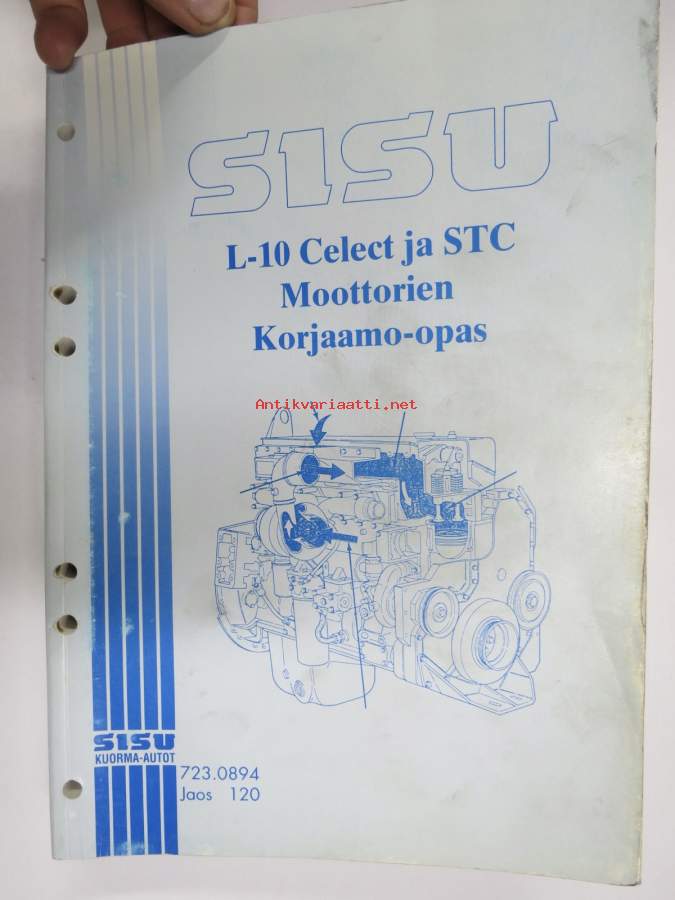 SISU
L-10 Celect ja STC
Moottorien
Korjaamo-opas
Antikvariaatti.net
SISU
KUORMA-AUTOT
723.0894
Jaos 120